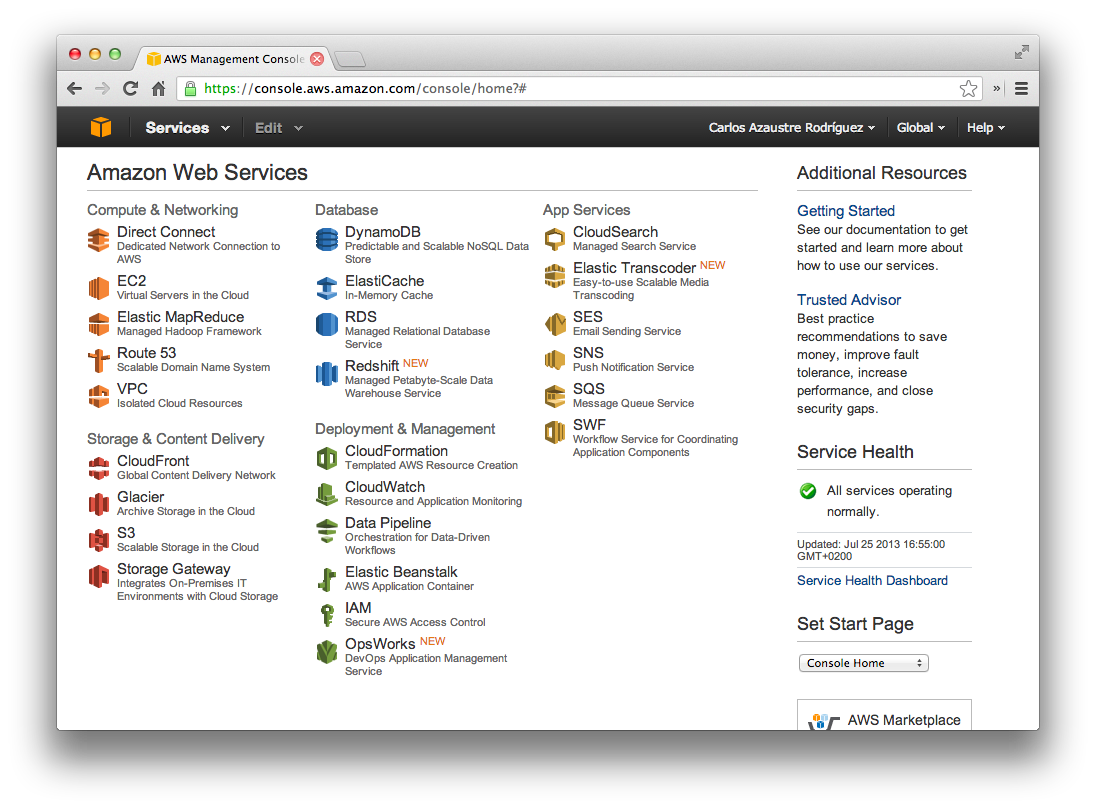 AWS Management Console
https://console.aws.amazon.com/console/home?#
»
Services
Edit
Carlos Azaustre Rodríguez
Global
Help
Amazon Web Services
Compute & Networking
Direct Connect
Dedicated Network Connection to
AWS
EC2
Virtual Servers in the Cloud
Elastic MapReduce
Managed Hadoop Framework
Route 53
Scalable Domain Name System
VPC
Isolated Cloud Resources
Storage & Content Delivery
CloudFront
Global Content Delivery Network
Glacier
Archive Storage in the Cloud
S3
Scalable Storage in the Cloud
Storage Gateway
Integrates On-Premises IT
Environments with Cloud Storage
Database
DynamoDB
Predictable and Scalable NoSQL Data
Store
ElastiCache
In-Memory Cache
RDS
Managed Relational Database
Service
Redshift NEW
Managed Petabyte-Scale Data
Warehouse Service
Deployment & Management
CloudFormation
Templated AWS Resource Creation
CloudWatch
Resource and Application Monitoring
Data Pipeline
Orchestration for Data-Driven
Workflows
Elastic Beanstalk
AWS Application Container
IAM
Secure AWS Access Control
OpsWorks NEW
DevOps Application Management
Service
App Services
CloudSearch
Managed Search Service
Elastic Transcoder NEW
Easy-to-use Scalable Media
Transcoding
SES
Email Sending Service
SNS
Push Notification Service
SQS
Message Queue Service
SWF
Workflow Service for Coordinating
Application Components
Additional Resources
Getting Started
See our documentation to get
started and learn more about
how to use our services.
Trusted Advisor
Best practice
recommendations to save
money, improve fault
tolerance, increase
performance, and close
security gaps.
Service Health
All services operating
normally.
Updated: Jul 25 2013 16:55:00
GMT+0200
Service Health Dashboard
Set Start Page
Console Home
AWS Marketplace